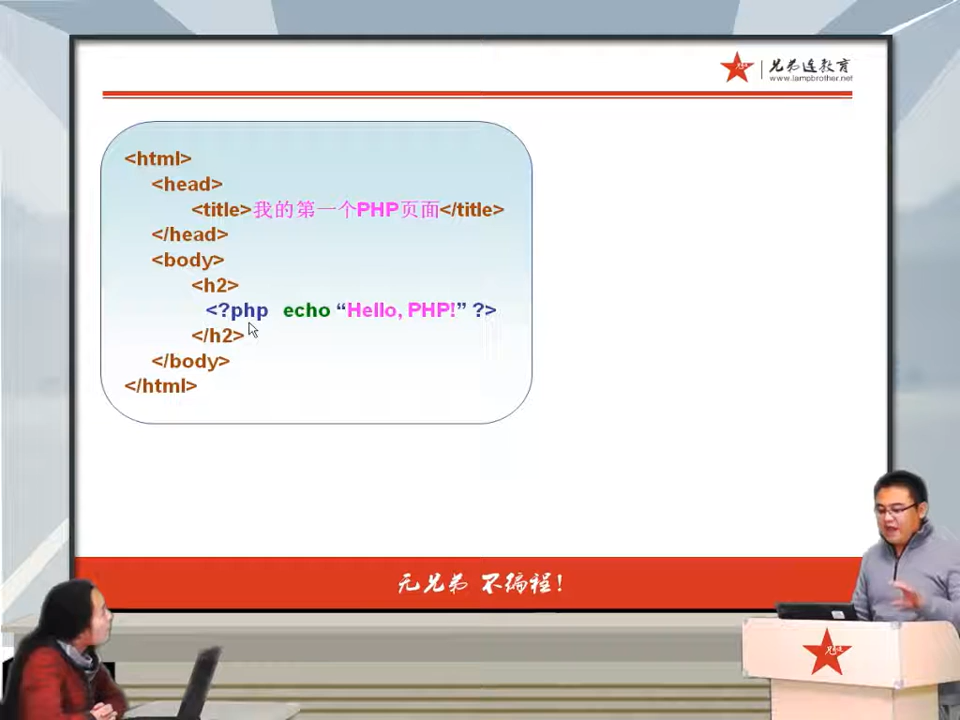 兄弟连教育
www.lampbrother.net
<html>
<head>
<title>我的第一个PHP页面</title>
</head>
<body>
<h2>
<?php echo “Hello, PHP!” ?>
</h2>
</body>
</html>
无兄弟 不编程!